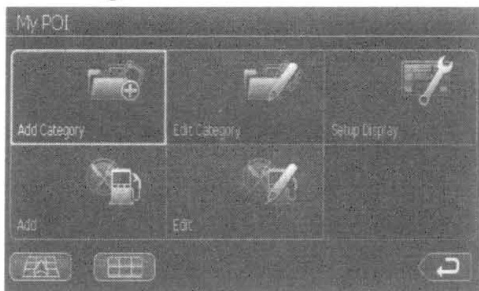 My POI
Add Category
Edit Category
Setup Display
Add
Edit